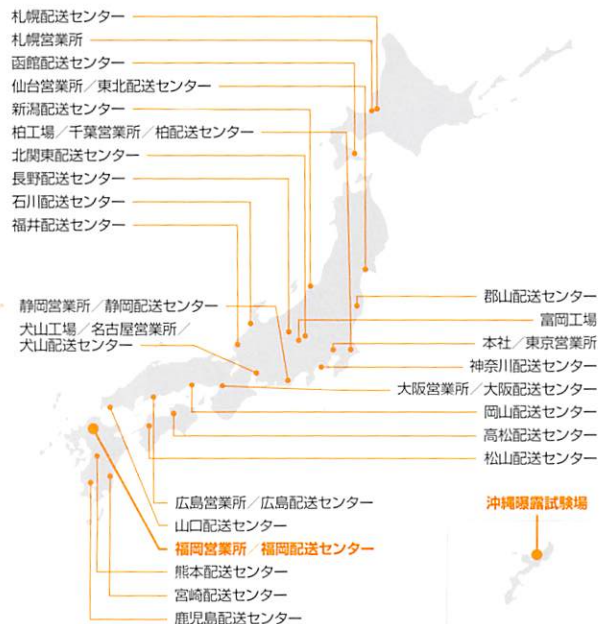 札幌配送センター
札幌営業所
函館配送センター
仙台営業所／東北配送センター
新潟配送センター
柏工場／千葉営業所／柏配送センター
北関東配送センター
長野配送センター
石川配送センター
福井配送センター
静岡営業所／静岡配送センター
犬山工場／名古屋営業所／
犬山配送センター
郡山配送センター
富岡工場
本社／東京営業所
神奈川配送センター
大阪営業所／大阪配送センター
岡山配送センター
高松配送センター
松山配送センター
広島営業所／広島配送センター
山口配送センター
福岡営業所／福岡配送センター
熊本配送センター
宮崎配送センター
鹿児島配送センター
沖縄曝露試験場